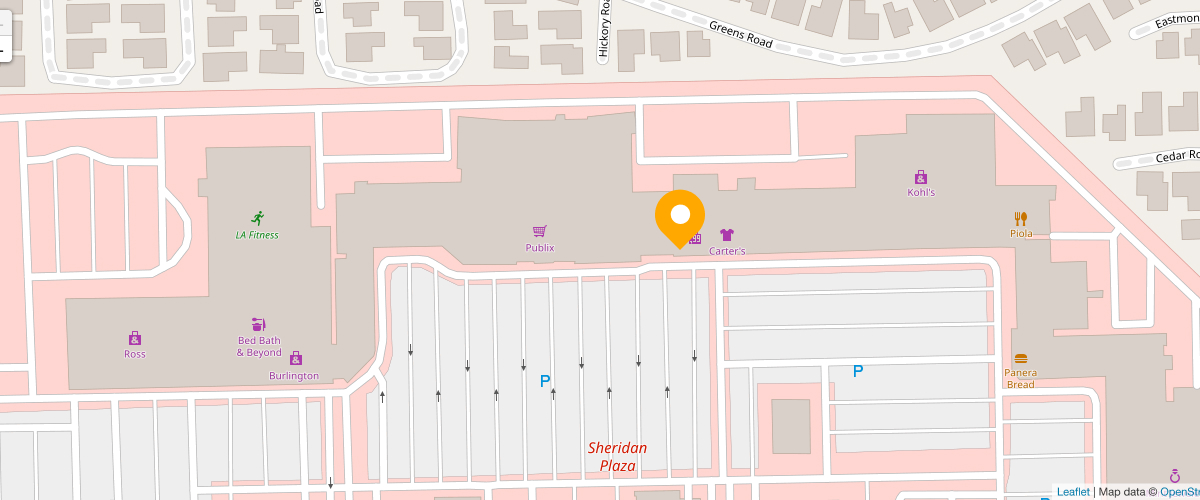 Road
Hickory Roa
Greens Road
Eastmon
Cedar Ro
LA Fitness
Publix
Carter's
Kohl's
Piola
Ross
Bed Bath
& Beyond
Burlington
P
P
Panera
Bread
Sheridan
Plaza
P
Leaflet | Map data © OpenSt